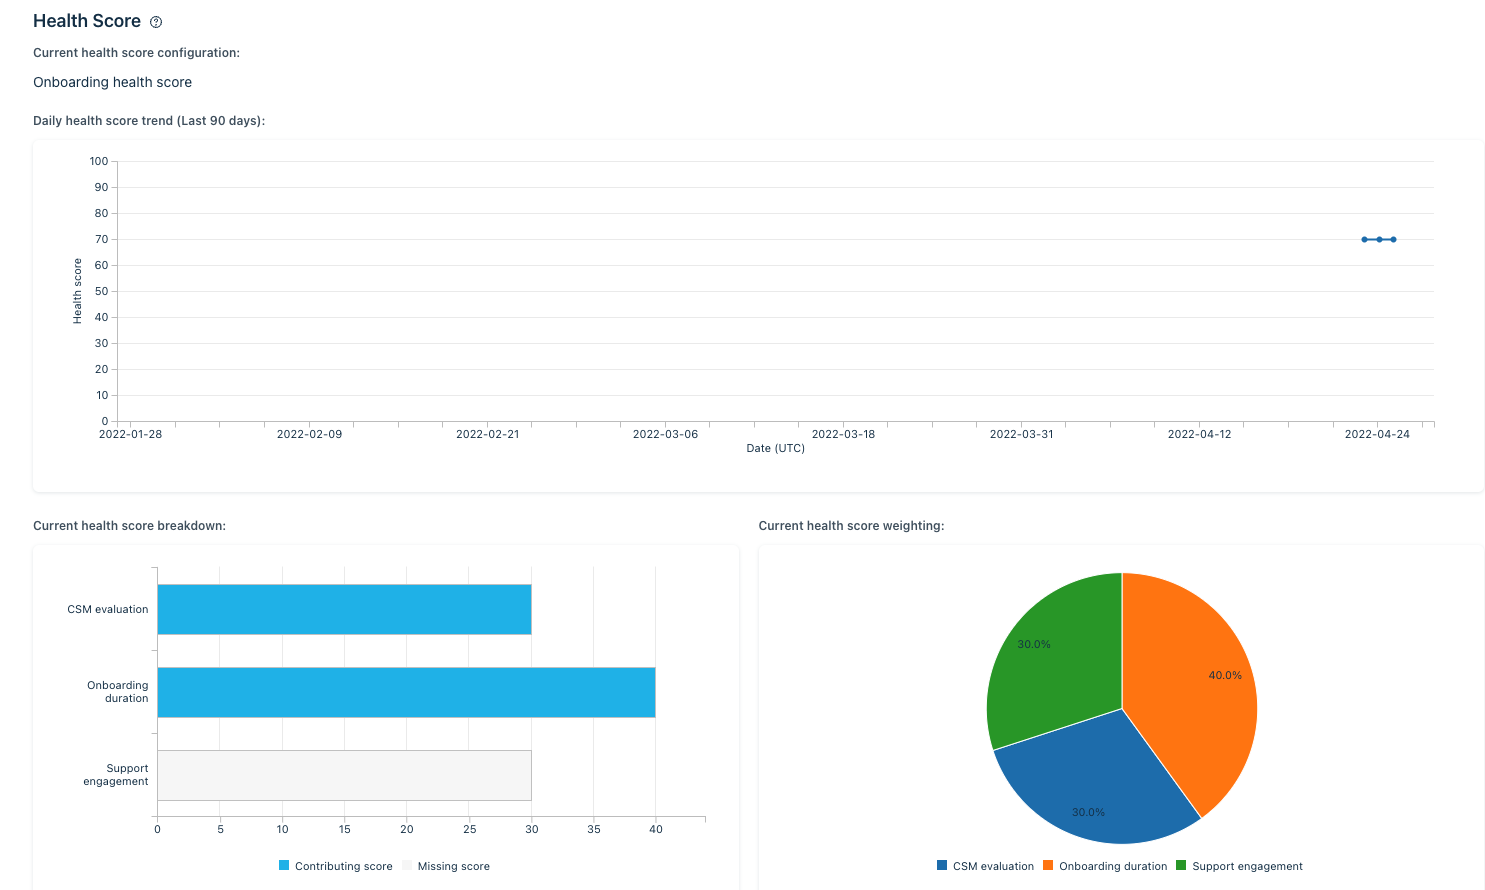 Health Score ?
Current health score configuration:
Onboarding health score
Daily health score trend (Last 90 days):
100
90
80
70
60
50
40
30
20
10
0
Health score
2022-01-28 2022-02-09 2022-02-21 2022-03-06 2022-03-18 2022-03-31 2022-04-12 2022-04-24
Date (UTC)
Current health score breakdown:
CSM evaluation
Onboarding
duration
Support
engagement
0 5 10 15 20 25 30 35 40
Contributing score Missing score
Current health score weighting:
30.0%
40.0%
30.0%
CSM evaluation Onboarding duration Support engagement